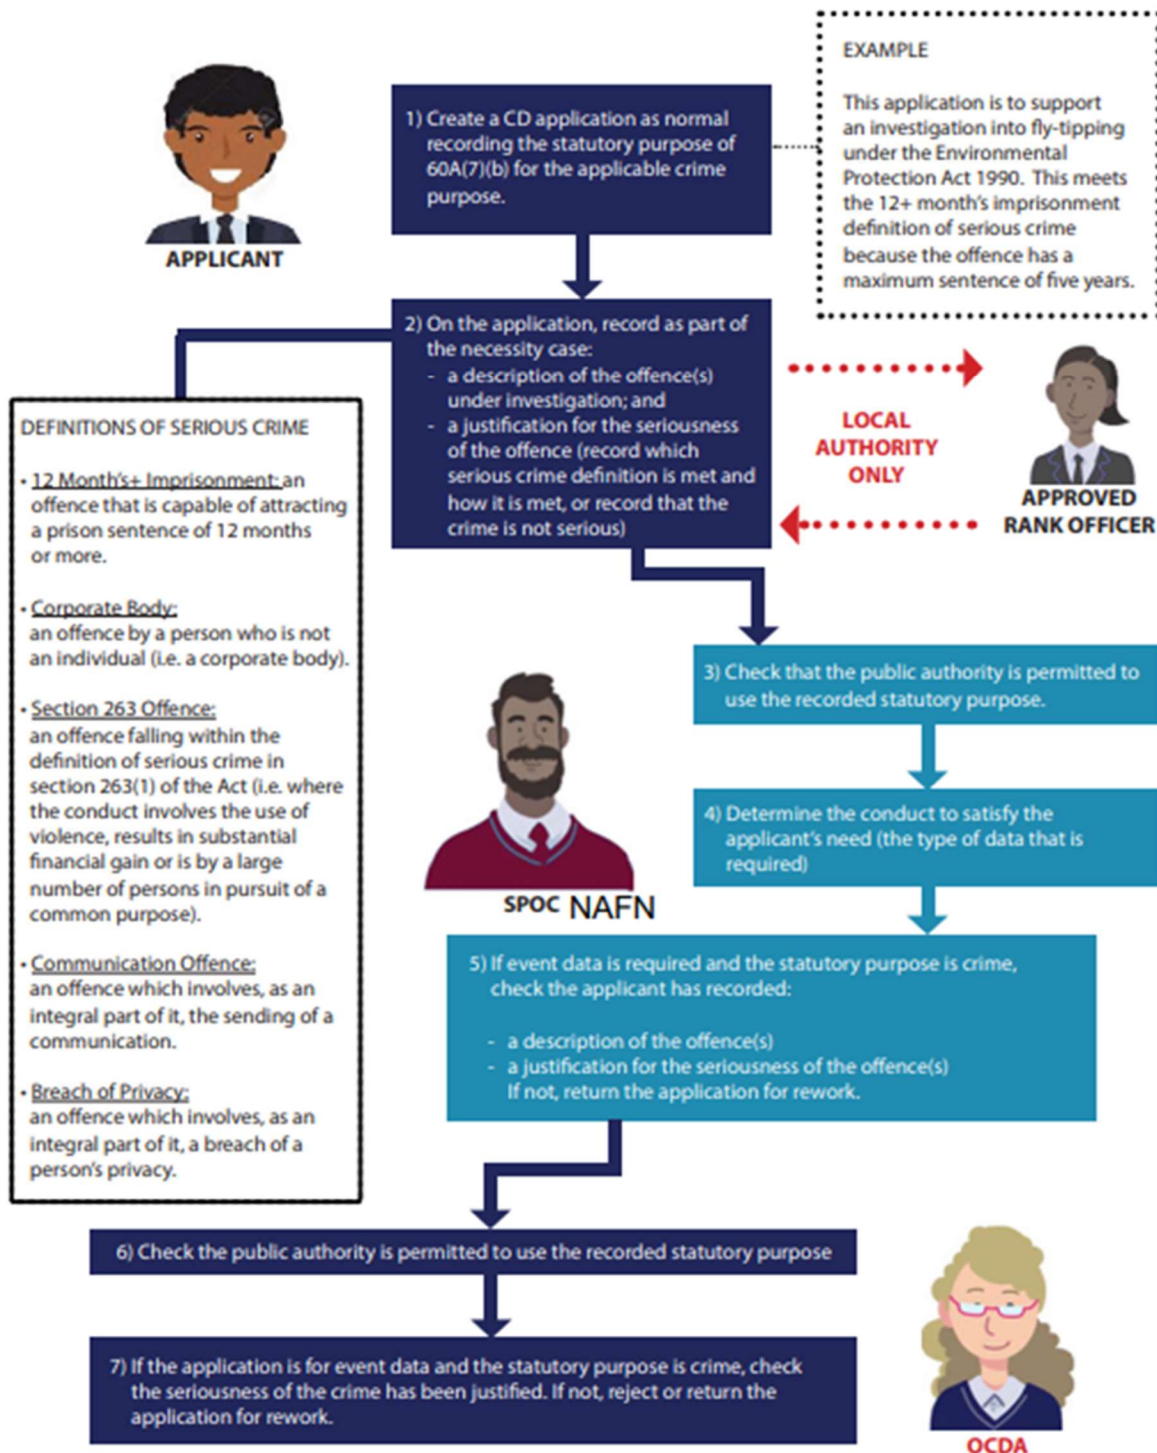 EXAMPLE
This application is to support
an investigation into fly-tipping
under the Environmental
Protection Act 1990. This meets
the 12+ month's imprisonment
definition of serious crime
because the offence has a
maximum sentence of five years.
1) Create a CD application as normal
recording the statutory purpose of
60A(7)(b) for the applicable crime
purpose.
APPLICANT
2) On the application, record as part of
the necessity case:
- a description of the offence(s)
under investigation; and
- a justification for the seriousness
of the offence (record which
serious crime definition is met and
how it is met, or record that the
crime is not serious)
LOCAL
AUTHORITY
ONLY
APPROVED
RANK OFFICER
DEFINITIONS OF SERIOUS CRIME
• 12 Month's+ Imprisonment: an
offence that is capable of attracting
a prison sentence of 12 months
or more.
• Corporate Body:
an offence by a person who is not
an individual (i.e. a corporate body).
• Section 263 Offence:
an offence falling within the
definition of serious crime in
section 263(1) of the Act (i.e. where
the conduct involves the use of
violence, results in substantial
financial gain or is by a large
number of persons in pursuit of a
common purpose).
• Communication Offence:
an offence which involves, as an
integral part of it, the sending of a
communication.
• Breach of Privacy:
an offence which involves, as an
integral part of it, a breach of a
person's privacy.
3) Check that the public authority is permitted to
use the recorded statutory purpose.
4) Determine the conduct to satisfy the
applicant's need (the type of data that is
required)
SPOC NAFN
5) If event data is required and the statutory purpose is crime,
check the applicant has recorded:
- a description of the offence(s)
- a justification for the seriousness of the offence(s)
If not, return the application for rework.
6) Check the public authority is permitted to use the recorded statutory purpose
7) If the application is for event data and the statutory purpose is crime, check
the seriousness of the crime has been justified. If not, reject or return the
application for rework.
OCDA